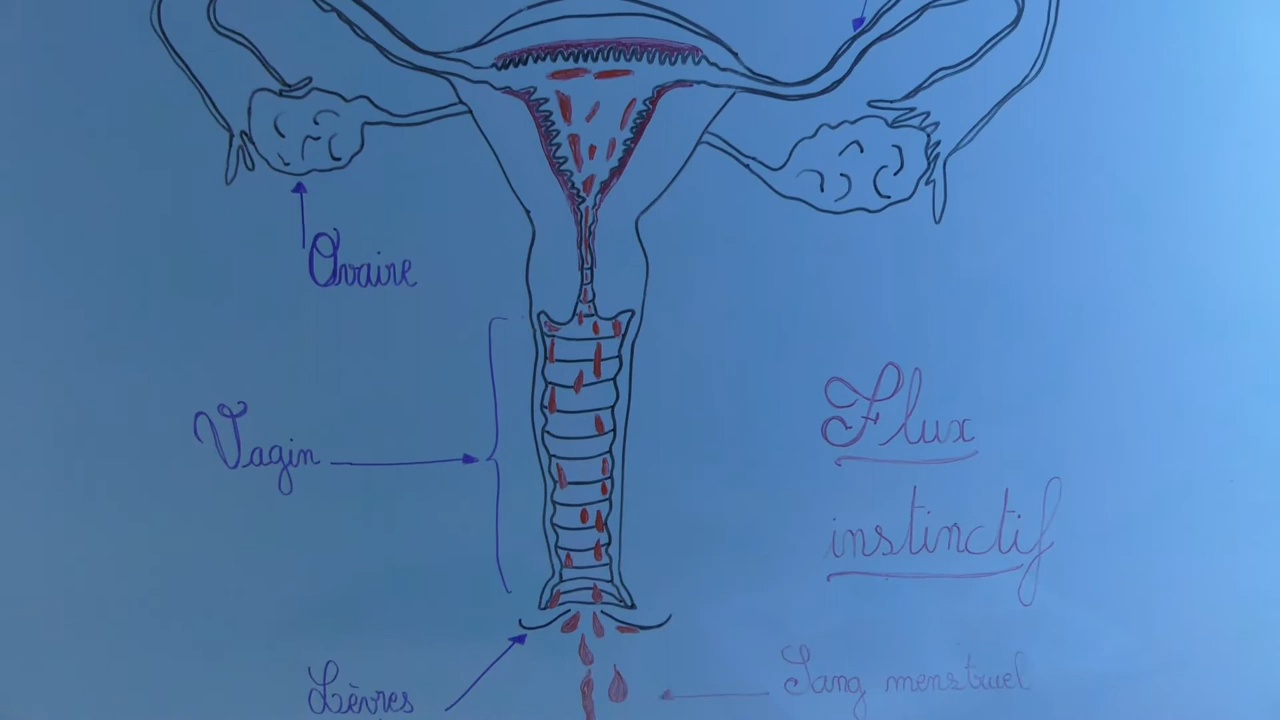 Ovaire
Vagin
Flux
instinctif
Lèvres
Sang menstruel